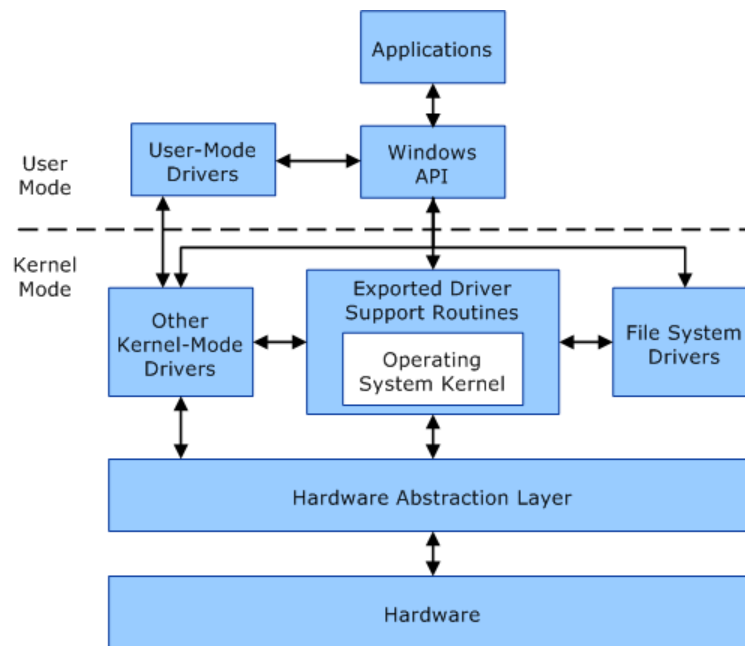 Applications
User
Mode
User-Mode
Drivers
Windows
API
Kernel
Mode
Other
Kernel-Mode
Drivers
Exported Driver
Support Routines
Operating
System Kernel
File System
Drivers
Hardware Abstraction Layer
Hardware